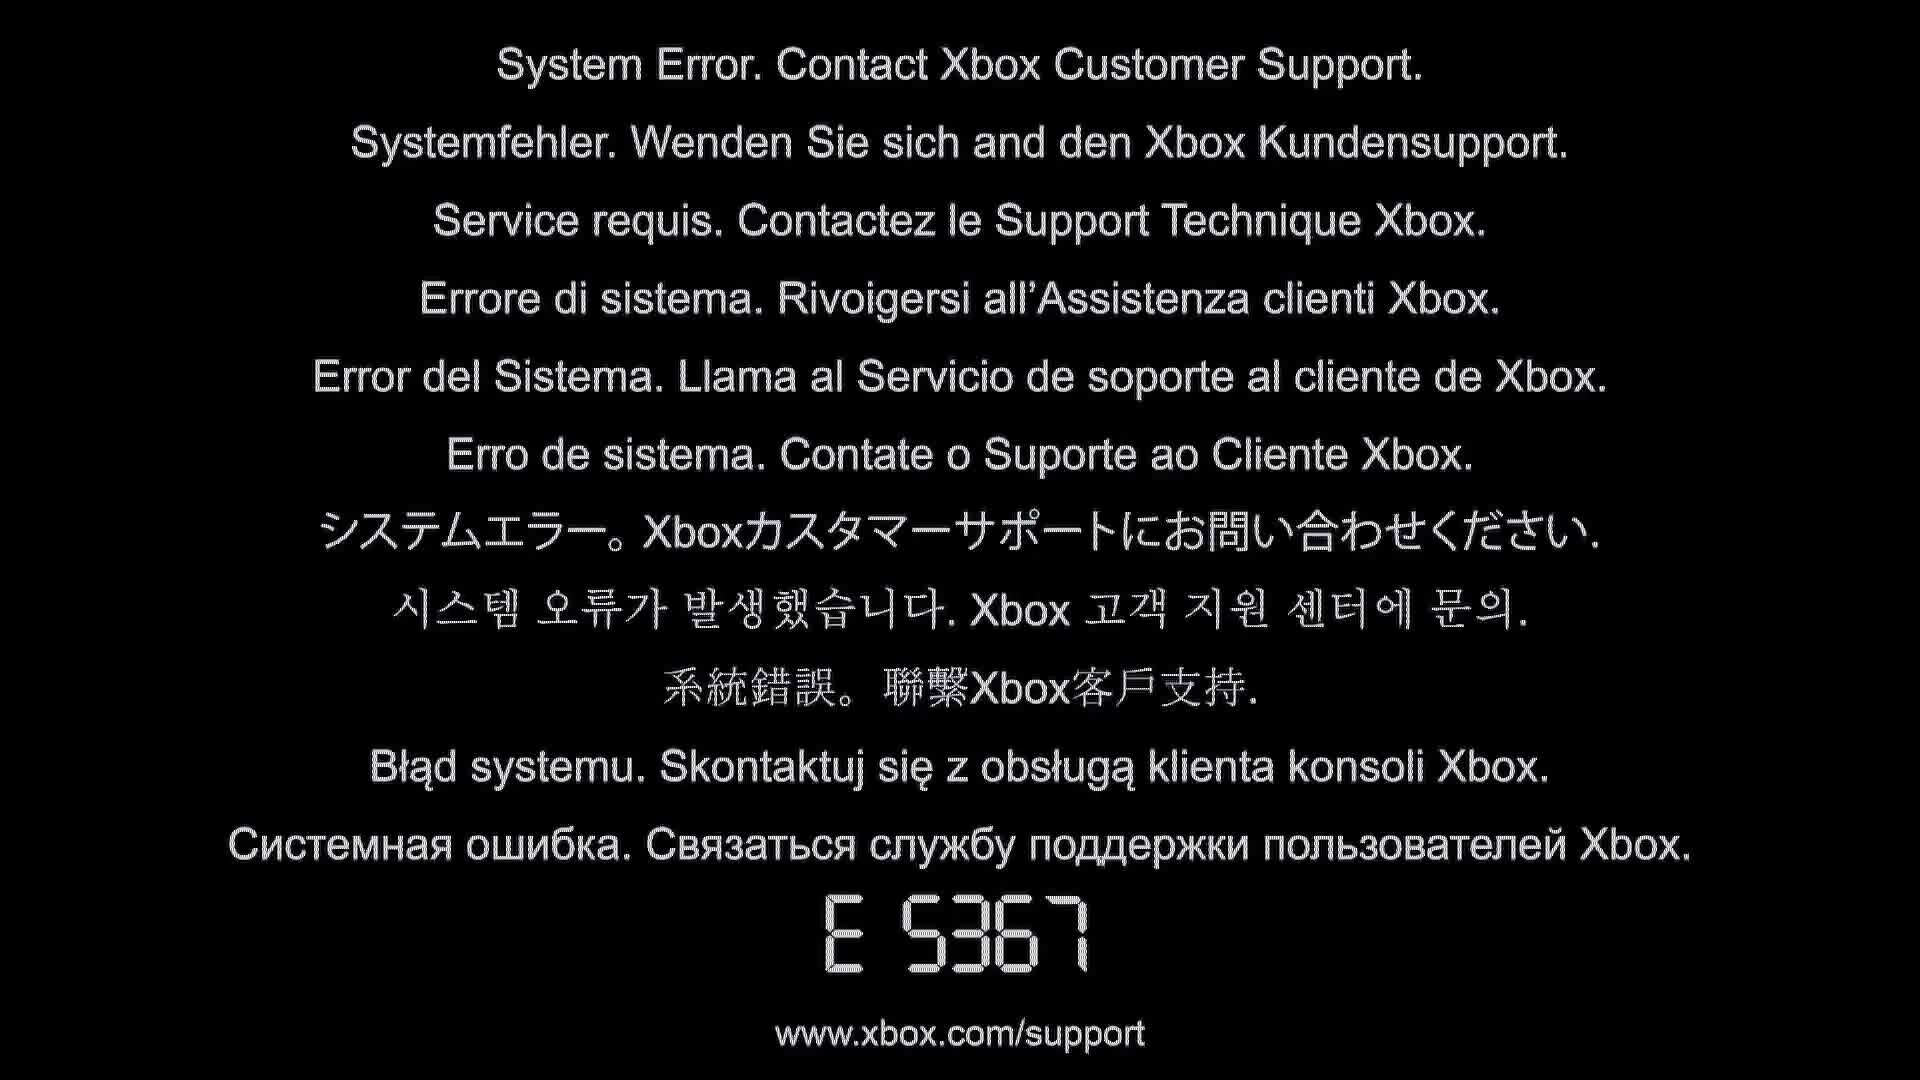 System Error. Contact Xbox Customer Support.
Systemfehler. Wenden Sie sich and den Xbox Kundensupport.
Service requis. Contactez le Support Technique Xbox.
Errore di sistema. Rivoigersi all’Assistenza clienti Xbox.
Error del Sistema. Llama al Servicio de soporte al cliente de Xbox.
Erro de sistema. Contate o Suporte ao Cliente Xbox.
システムエラー。Xboxカスタマーサポートにお問い合わせください.
시스템 오류가 발생했습니다. Xbox 고객 지원 센터에 문의.
系統錯誤。聯繫Xbox客戶支持.
Błąd systemu. Skontaktuj się z obsługą klienta konsoli Xbox.
Системная ошибка. Связаться службу поддержки пользователей Xbox.
E 5367
www.xbox.com/support